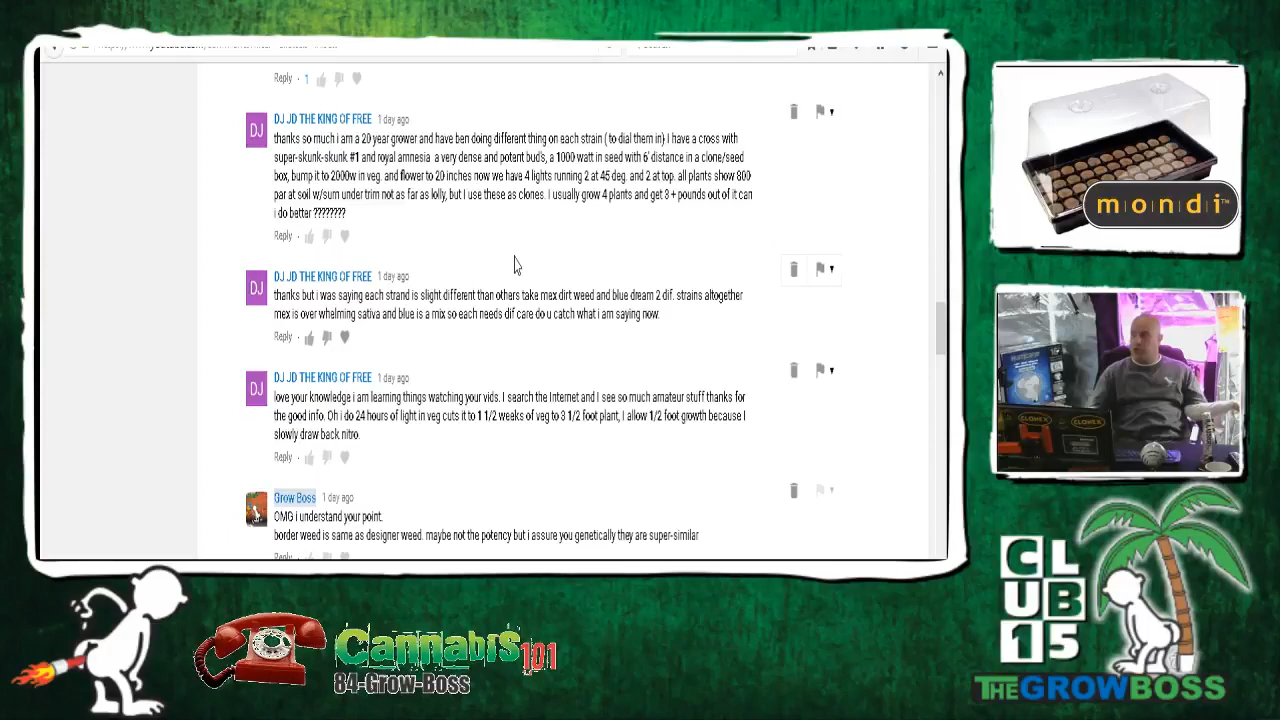 Reply · 1
DJ JD THE KING OF FREE 1 day ago
thanks so much i am a 20 year grower and have ben doing different thing on each strain ( to dial them in) I have a cross with
super-skunk-skunk #1 and royal amnesia a very dense and potent bud's, a 1000 watt in seed with 6' distance in a clone/seed
box, bump it to 2000w in veg. and flower to 20 inches now we have 4 lights running 2 at 45 deg. and 2 at top. all plants show 800
par at soil w/sum under trim not as far as lolly, but I use these as clones. I usually grow 4 plants and get 3 + pounds out of it can
i do better ????????
Reply ·
DJ JD THE KING OF FREE 1 day ago
thanks but i was saying each strand is slight different than others take mex dirt weed and blue dream 2 dif. strains altogether
mex is over whelming sativa and blue is a mix so each needs dif care do u catch what i am saying now.
Reply ·
DJ JD THE KING OF FREE 1 day ago
love your knowledge i am learning things watching your vids. I search the Internet and I see so much amateur stuff thanks for
the good info. Oh i do 24 hours of light in veg cuts it to 1 1/2 weeks of veg to 3 1/2 foot plant, I allow 1/2 foot growth because I
slowly draw back nitro.
Reply ·
Grow Boss 1 day ago
OMG i understand your point.
border weed is same as designer weed. maybe not the potency but i assure you genetically they are super-similar
Reply
DJ
DJ
DJ
mondi™
CLONEX
CLONEX
CLUB 15
THEGROWBOSS
Cannabis 101
84-Grow-Boss